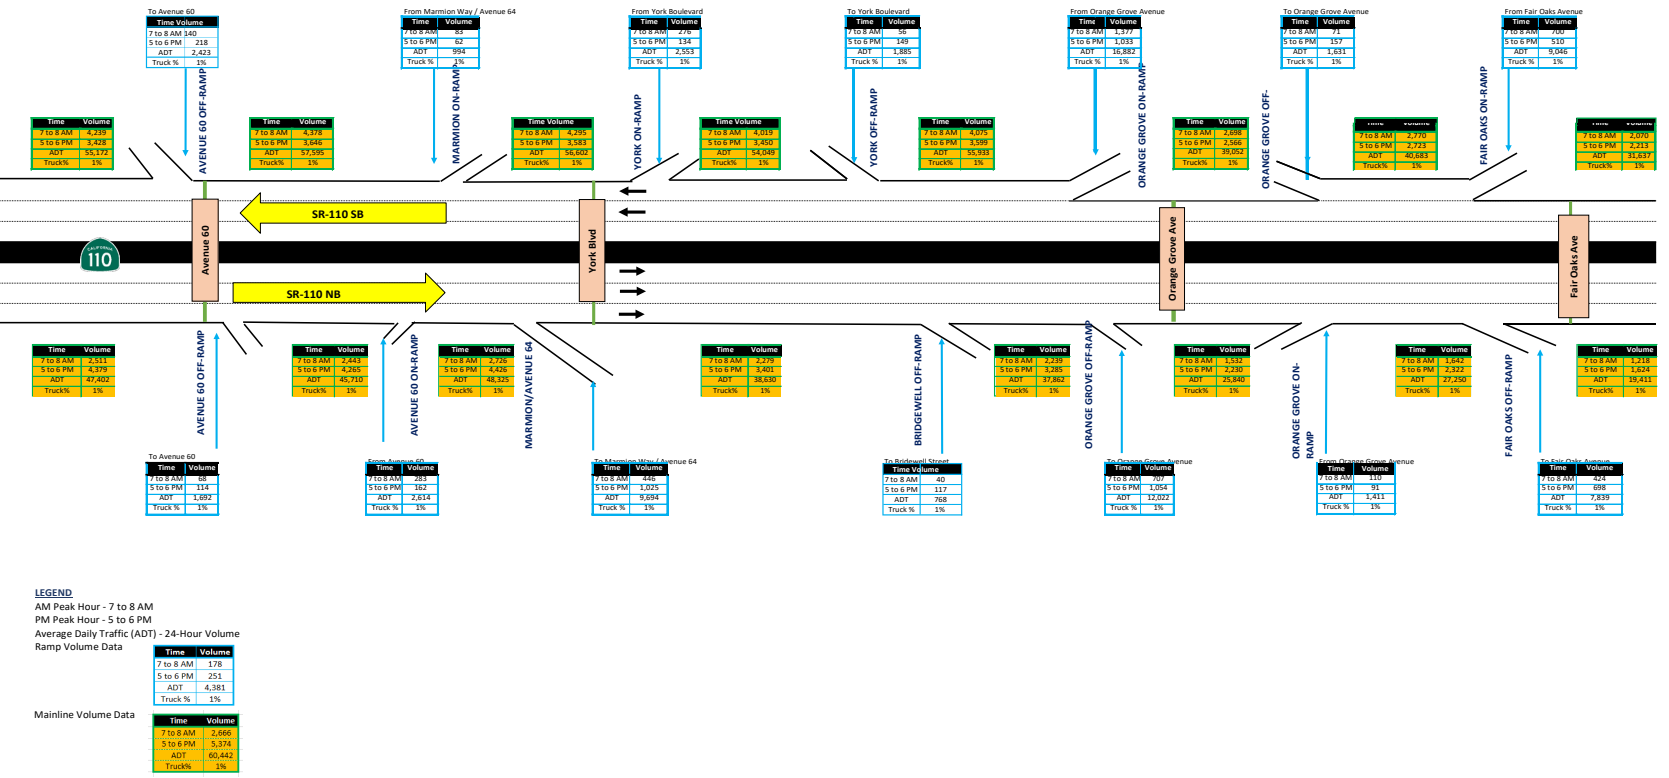 To Avenue 60
Time Volume
7 to 8 AM 140
5 to 6 PM 218
ADT 2,423
Truck % 1%
From Marmion Way / Avenue 64
Time Volume
7 to 8 AM 83
5 to 6 PM 62
ADT 994
Truck % 1%
From York Boulevard
Time Volume
7 to 8 AM 276
5 to 6 PM 134
ADT 2,553
Truck % 1%
To York Boulevard
Time Volume
7 to 8 AM 56
5 to 6 PM 149
ADT 1,885
Truck % 1%
From Orange Grove Avenue
Time Volume
7 to 8 AM 1,377
5 to 6 PM 1,033
ADT 16,882
Truck % 1%
To Orange Grove Avenue
Time Volume
7 to 8 AM 71
5 to 6 PM 157
ADT 1,631
Truck % 1%
From Fair Oaks Avenue
Time Volume
7 to 8 AM 700
5 to 6 PM 510
ADT 9,046
Truck % 1%
AVENUE 60 OFF-RAMP
MARMION ON-RAMP
YORK ON-RAMP
YORK OFF-RAMP
ORANGE GROVE ON-RAMP
ORANGE GROVE OFF-
FAIR OAKS ON-RAMP
Time Volume
7 to 8 AM 4,239
5 to 6 PM 3,428
ADT 55,172
Truck% 1%
Time Volume
7 to 8 AM 4,378
5 to 6 PM 3,646
ADT 57,595
Truck% 1%
Time Volume
7 to 8 AM 4,295
5 to 6 PM 3,583
ADT 56,602
Truck% 1%
Time Volume
7 to 8 AM 4,019
5 to 6 PM 3,450
ADT 54,049
Truck% 1%
Time Volume
7 to 8 AM 4,075
5 to 6 PM 3,599
ADT 55,933
Truck% 1%
Time Volume
7 to 8 AM 2,698
5 to 6 PM 2,566
ADT 39,052
Truck% 1%
Time Volume
7 to 8 AM 2,770
5 to 6 PM 2,723
ADT 40,683
Truck% 1%
Time Volume
7 to 8 AM 2,070
5 to 6 PM 2,213
ADT 31,637
Truck% 1%
SR-110 SB
CALIFORNIA
110
Avenue 60
York Blvd
Orange Grove Ave
Fair Oaks Ave
SR-110 NB
Time Volume
7 to 8 AM 2,511
5 to 6 PM 4,379
ADT 47,402
Truck% 1%
Time Volume
7 to 8 AM 2,443
5 to 6 PM 4,265
ADT 45,710
Truck% 1%
Time Volume
7 to 8 AM 2,726
5 to 6 PM 4,426
ADT 48,325
Truck% 1%
Time Volume
7 to 8 AM 2,279
5 to 6 PM 3,401
ADT 38,630
Truck% 1%
Time Volume
7 to 8 AM 2,239
5 to 6 PM 3,285
ADT 37,862
Truck% 1%
Time Volume
7 to 8 AM 1,532
5 to 6 PM 2,230
ADT 25,840
Truck% 1%
Time Volume
7 to 8 AM 1,642
5 to 6 PM 2,322
ADT 27,250
Truck% 1%
Time Volume
7 to 8 AM 1,218
5 to 6 PM 1,624
ADT 19,411
Truck% 1%
AVENUE 60 OFF-RAMP
AVENUE 60 ON-RAMP
MARMION/AVENUE 64
BRIDGEWELL OFF-RAMP
ORANGE GROVE OFF-RAMP
ORANGE GROVE ON-
RAMP
FAIR OAKS OFF-RAMP
To Avenue 60
Time Volume
7 to 8 AM 68
5 to 6 PM 114
ADT 1,692
Truck % 1%
From Avenue 60
Time Volume
7 to 8 AM 283
5 to 6 PM 162
ADT 2,614
Truck % 1%
To Marmion Way / Avenue 64
Time Volume
7 to 8 AM 446
5 to 6 PM 1,025
ADT 9,694
Truck % 1%
To Bridwell Street
Time Volume
7 to 8 AM 40
5 to 6 PM 117
ADT 768
Truck % 1%
To Orange Grove Avenue
Time Volume
7 to 8 AM 707
5 to 6 PM 1,054
ADT 12,022
Truck % 1%
From Orange Grove Avenue
Time Volume
7 to 8 AM 110
5 to 6 PM 91
ADT 1,411
Truck % 1%
To Fair Oaks Avenue
Time Volume
7 to 8 AM 424
5 to 6 PM 698
ADT 7,839
Truck % 1%
LEGEND
AM Peak Hour - 7 to 8 AM
PM Peak Hour - 5 to 6 PM
Average Daily Traffic (ADT) - 24-Hour Volume
Ramp Volume Data
Time Volume
7 to 8 AM 178
5 to 6 PM 251
ADT 4,381
Truck % 1%
Mainline Volume Data
Time Volume
7 to 8 AM 2,666
5 to 6 PM 5,374
ADT 60,442
Truck% 1%